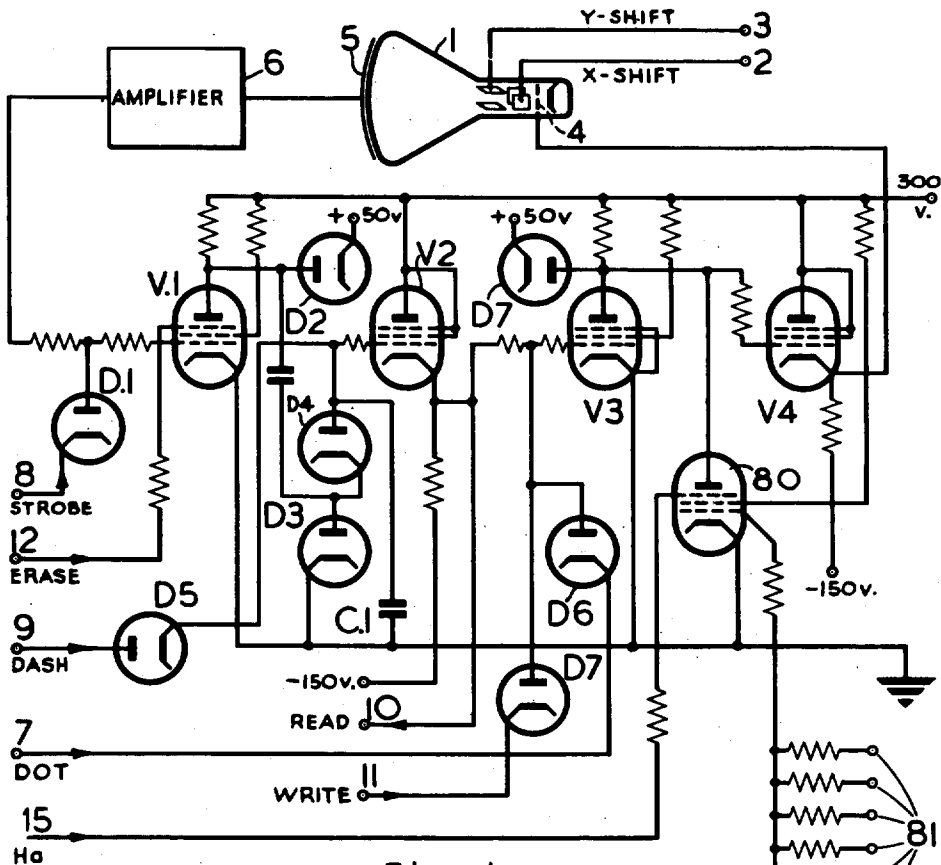 Y-SHIFT
3
5
1
6
2
X-SHIFT
AMPLIFIER
4
300
v.
+50v
+50v
V2
V.1
D2
D7
D.1
D4
V3
V4
80
8
STROBE
D3
12
ERASE
D5
D6
-150v.
C.1
9
DASH
D7
-150v.
10
READ
7
DOT
11
WRITE
15
81
Ha